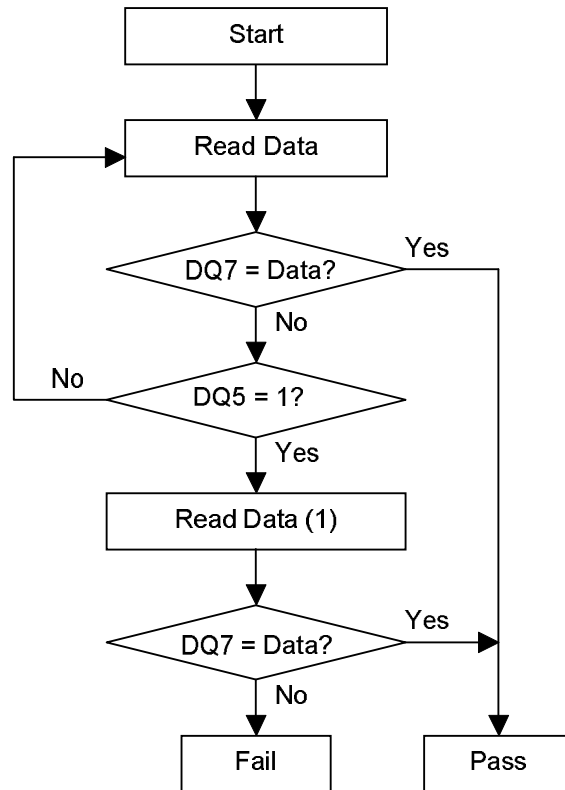 Start
Read Data
DQ7 = Data?
Yes
No
DQ5 = 1?
No
Yes
Read Data (1)
DQ7 = Data?
Yes
No
Fail
Pass